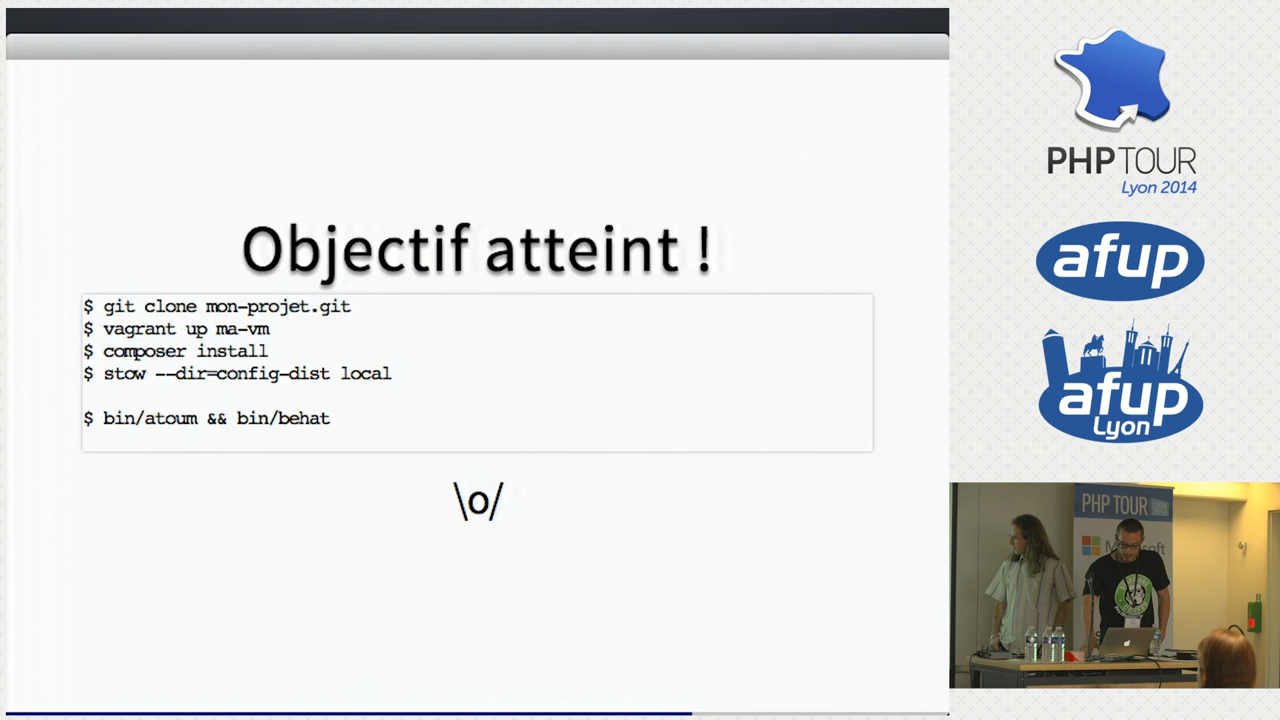 Objectif atteint !
$ git clone mon-projet.git
$ vagrant up ma-vm
$ composer install
$ stow --dir=config-dist local
$ bin/atoum && bin/behat
\o/
PHP TOUR
Lyon 2014
afup
afup
Lyon
PHP TOUR
Microsoft